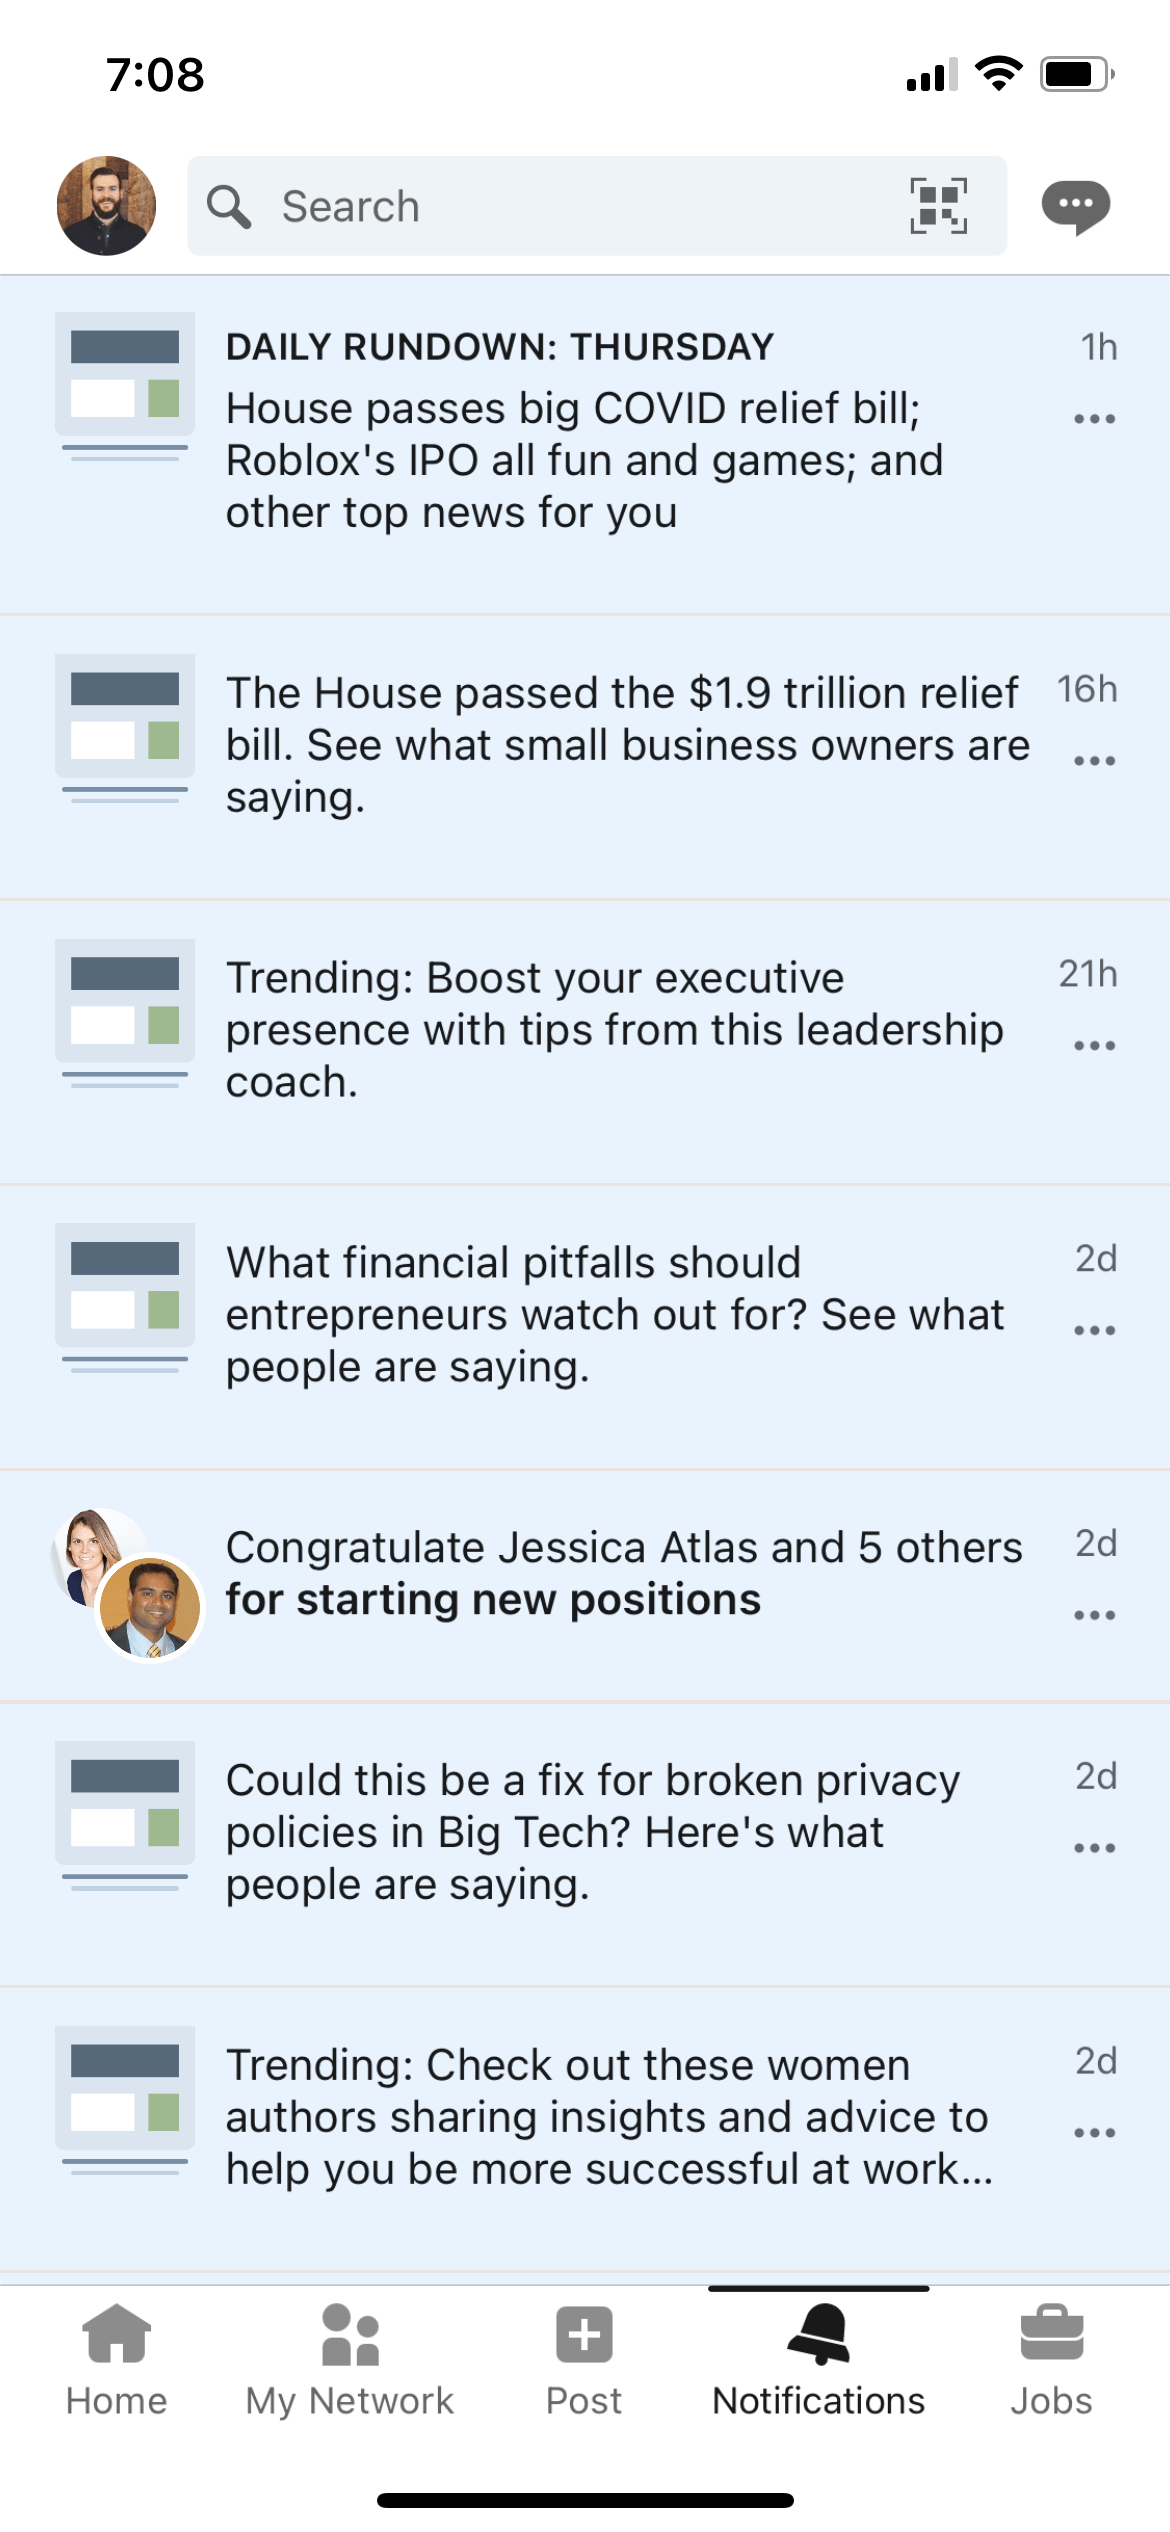 7:08
Search
DAILY RUNDOWN: THURSDAY
1h
House passes big COVID relief bill;
Roblox's IPO all fun and games; and
other top news for you
The House passed the $1.9 trillion relief
16h
bill. See what small business owners are
saying.
Trending: Boost your executive
21h
presence with tips from this leadership
coach.
What financial pitfalls should
2d
entrepreneurs watch out for? See what
people are saying.
Congratulate Jessica Atlas and 5 others
2d
for starting new positions
Could this be a fix for broken privacy
2d
policies in Big Tech? Here's what
people are saying.
Trending: Check out these women
2d
authors sharing insights and advice to
help you be more successful at work...
Home
My Network
Post
Notifications
Jobs